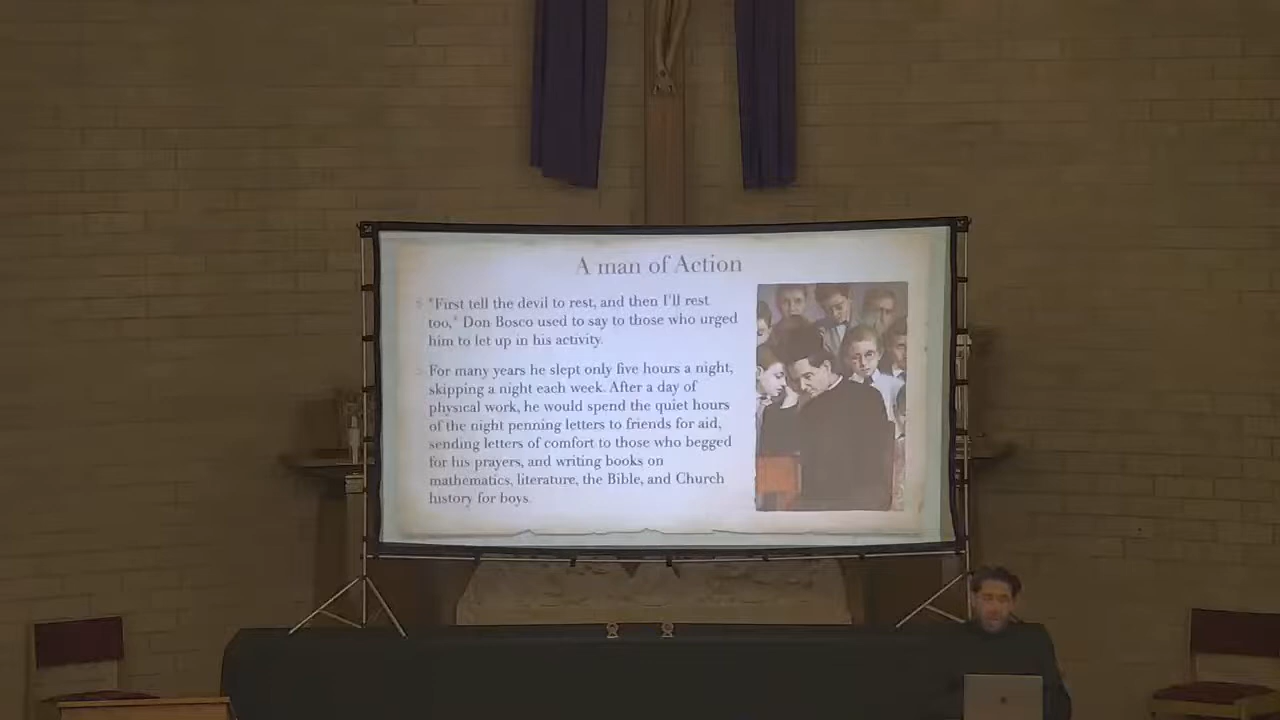 A man of Action
"First tell the devil to rest, and then I'll rest
too," Don Bosco used to say to those who urged
him to let up in his activity.
For many years he slept only five hours a night,
skipping a night each week. After a day of
physical work, he would spend the quiet hours
of the night penning letters to friends for aid,
sending letters of comfort to those who begged
for his prayers, and writing books on
mathematics, literature, the Bible, and Church
history for boys.